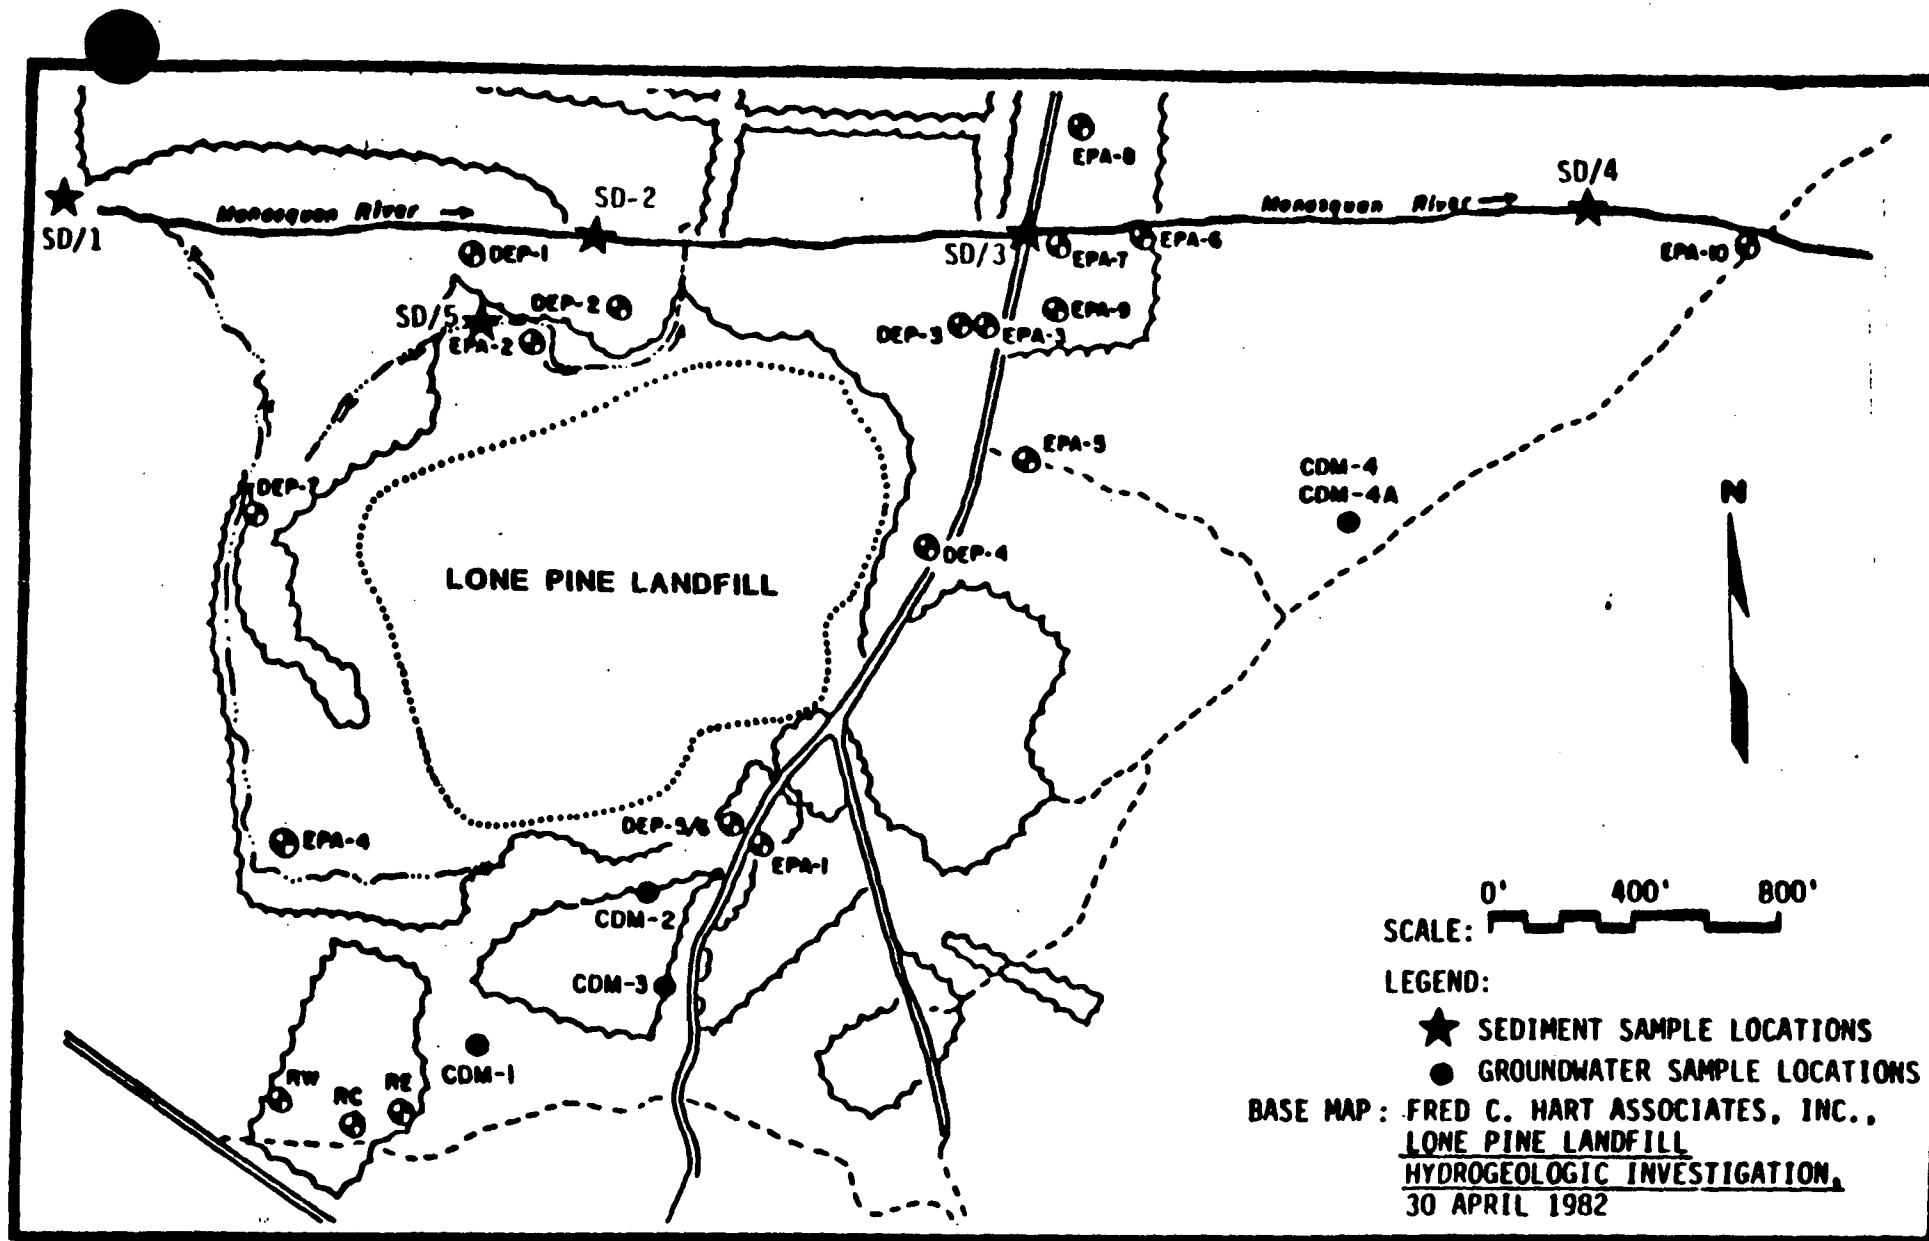 EPA-8
SD/4
SD-2
Manasquan River
Manasquan River
SD/1
DEP-1
SD/3
EPA-7
EPA-6
EPA-10
DEP-2
SD/5
EPA-2
DEP-3
EPA-3
EPA-9
EPA-5
CDM-4
CDM-4A
N
DEP-7
DEP-4
LONE PINE LANDFILL
DEP-5/6
EPA-4
EPA-1
0' 400' 800'
SCALE:
CDM-2
CDM-3
LEGEND:
SEDIMENT SAMPLE LOCATIONS
GROUNDWATER SAMPLE LOCATIONS
CDM-1
RW
RC
RE
BASE MAP: FRED C. HART ASSOCIATES, INC.,
LONE PINE LANDFILL
HYDROGEOLOGIC INVESTIGATION,
30 APRIL 1982